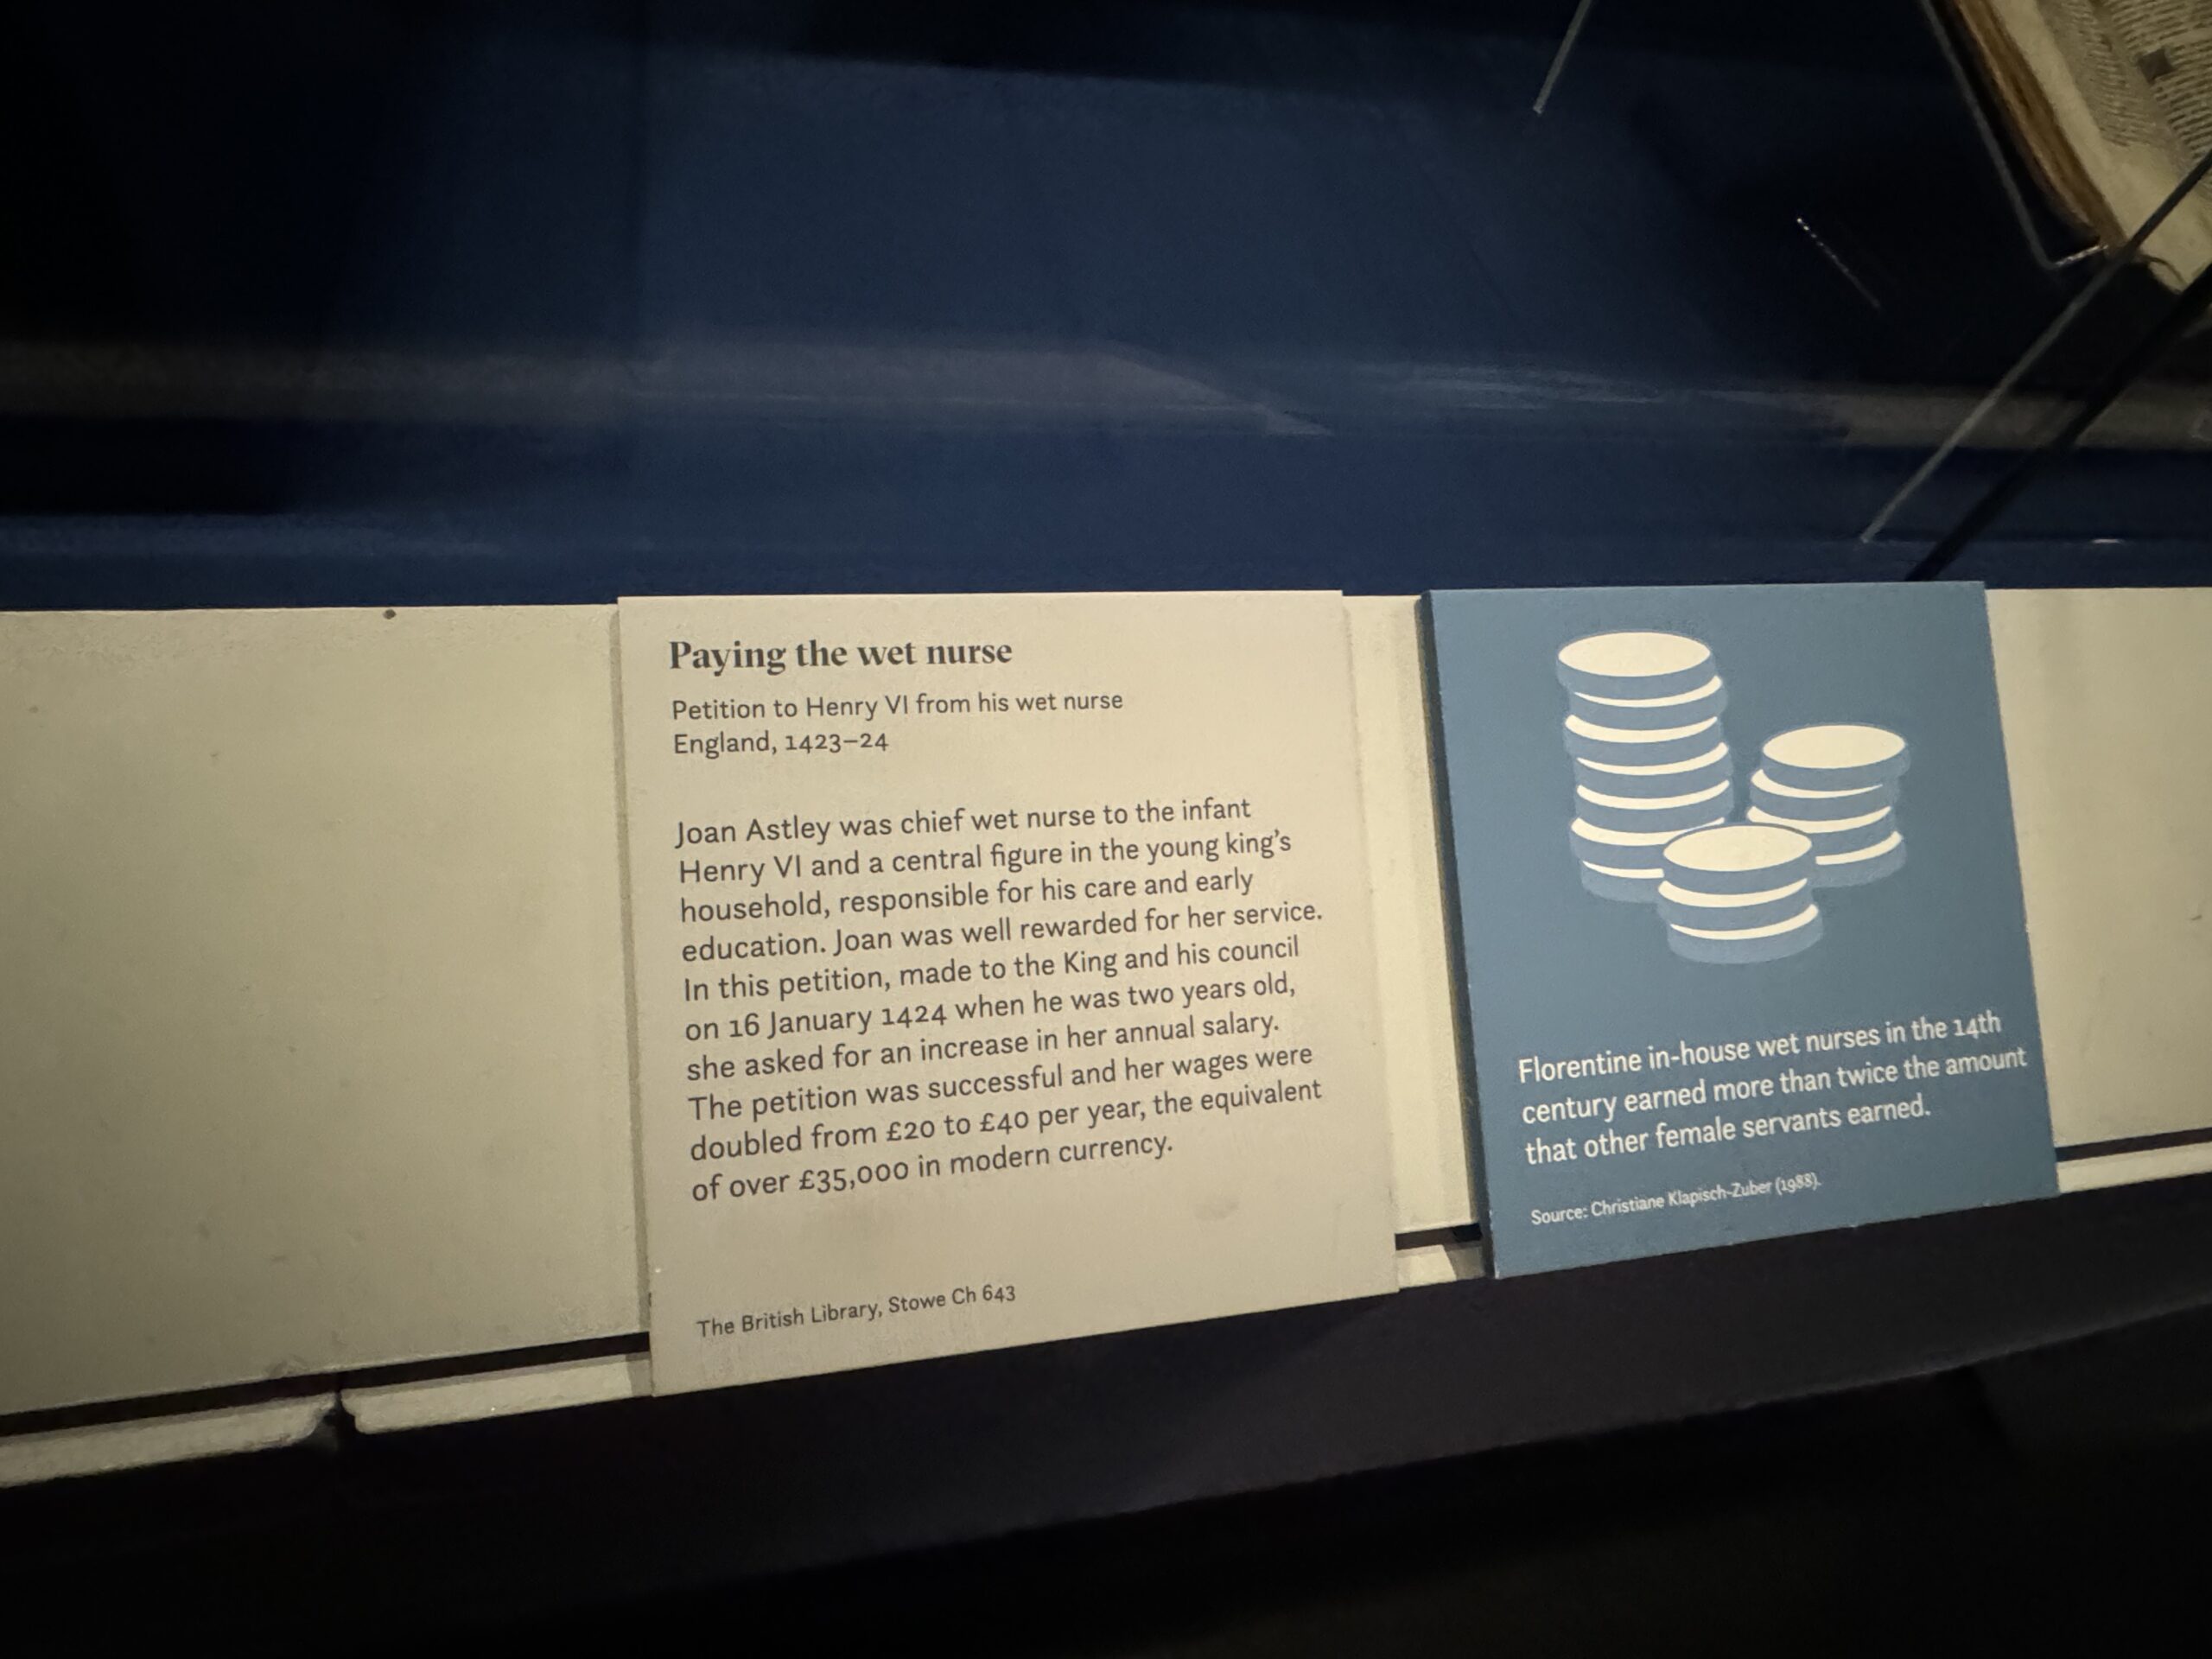 Paying the wet nurse
Petition to Henry VI from his wet nurse
England, 1423–24
Joan Astley was chief wet nurse to the infant
Henry VI and a central figure in the young king's
household, responsible for his care and early
education. Joan was well rewarded for her service.
In this petition, made to the King and his council
on 16 January 1424 when he was two years old,
she asked for an increase in her annual salary.
The petition was successful and her wages were
doubled from £20 to £40 per year, the equivalent
of over £35,000 in modern currency.
The British Library, Stowe Ch 643
Florentine in-house wet nurses in the 14th
century earned more than twice the amount
that other female servants earned.
Source: Christiane Klapisch-Zuber (1988).